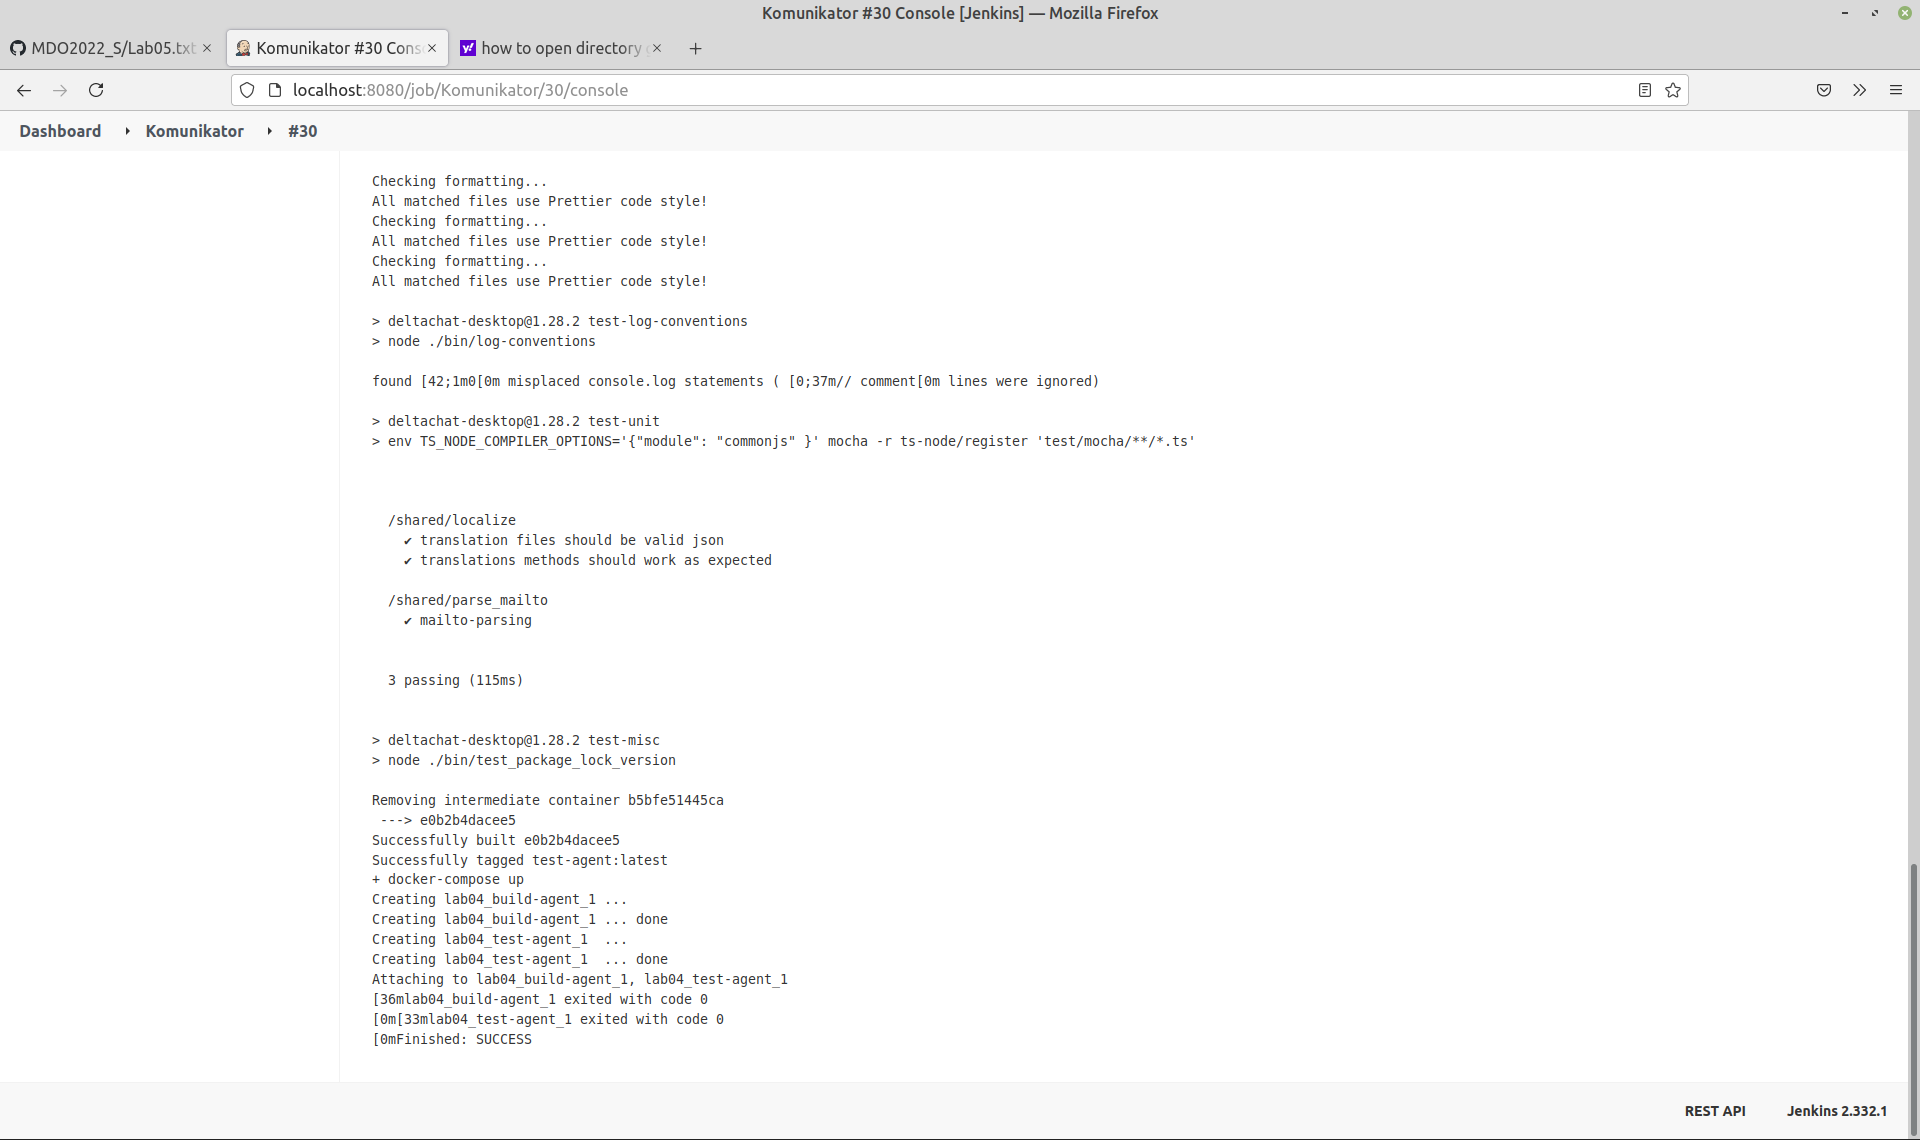 Komunikator #30 Console [Jenkins] — Mozilla Firefox
MDO2022_S/Lab05.txt
Komunikator #30 Cons
how to open directory
localhost:8080/job/Komunikator/30/console
Dashboard
Komunikator
#30
Checking formatting...
All matched files use Prettier code style!
Checking formatting...
All matched files use Prettier code style!
Checking formatting...
All matched files use Prettier code style!
> deltachat-desktop@1.28.2 test-log-conventions
> node ./bin/log-conventions
found [42;1m0[0m misplaced console.log statements ( [0;37m// comment[0m lines were ignored)
> deltachat-desktop@1.28.2 test-unit
> env TS_NODE_COMPILER_OPTIONS='{"module": "commonjs" }' mocha -r ts-node/register 'test/mocha/**/*.ts'
/shared/localize
✔ translation files should be valid json
✔ translations methods should work as expected
/shared/parse_mailto
✔ mailto-parsing
3 passing (115ms)
> deltachat-desktop@1.28.2 test-misc
> node ./bin/test_package_lock_version
Removing intermediate container b5bfe51445ca
---> e0b2b4dacee5
Successfully built e0b2b4dacee5
Successfully tagged test-agent:latest
+ docker-compose up
Creating lab04_build-agent_1 ...
Creating lab04_build-agent_1 ... done
Creating lab04_test-agent_1  ...
Creating lab04_test-agent_1  ... done
Attaching to lab04_build-agent_1, lab04_test-agent_1
[36mlab04_build-agent_1 exited with code 0
[0m[33mlab04_test-agent_1 exited with code 0
[0mFinished: SUCCESS
REST API
Jenkins 2.332.1